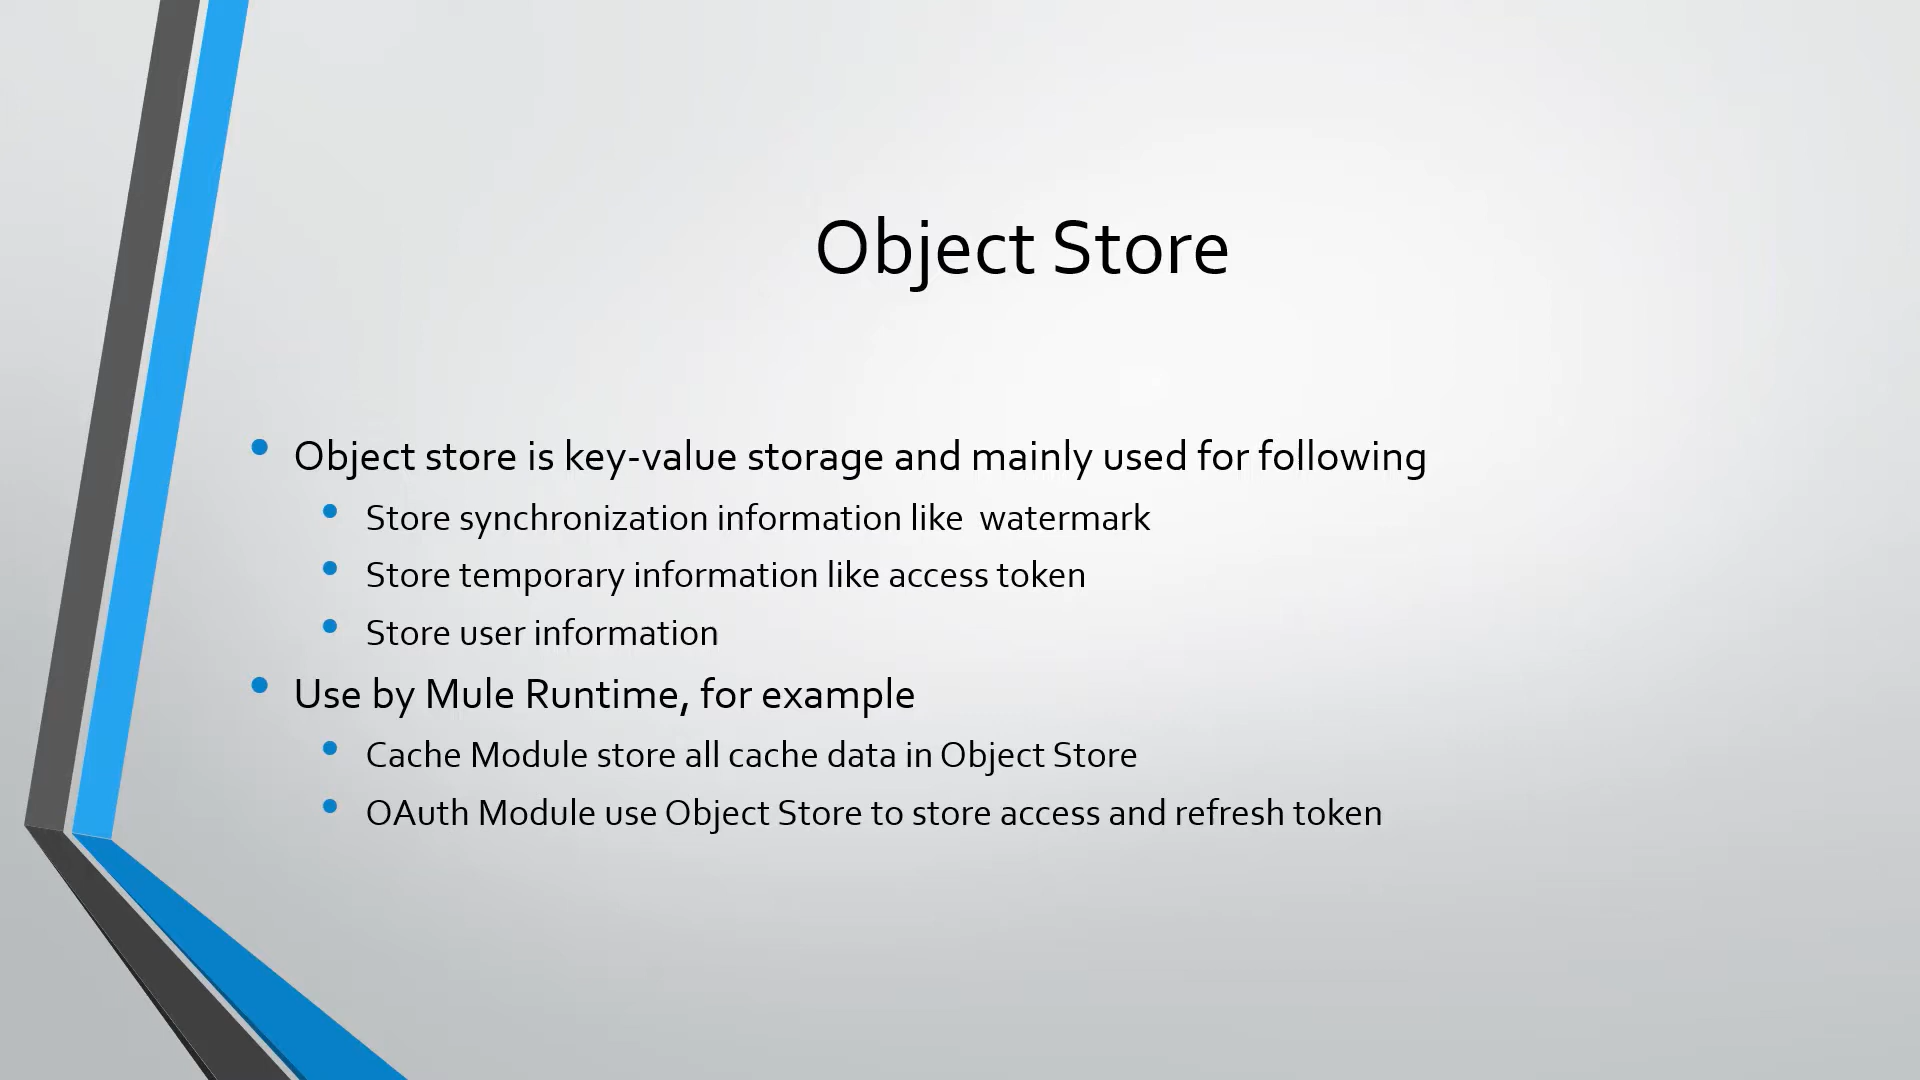 Object Store
Object store is key-value storage and mainly used for following
Store synchronization information like  watermark
Store temporary information like access token
Store user information
Use by Mule Runtime, for example
Cache Module store all cache data in Object Store
OAuth Module use Object Store to store access and refresh token